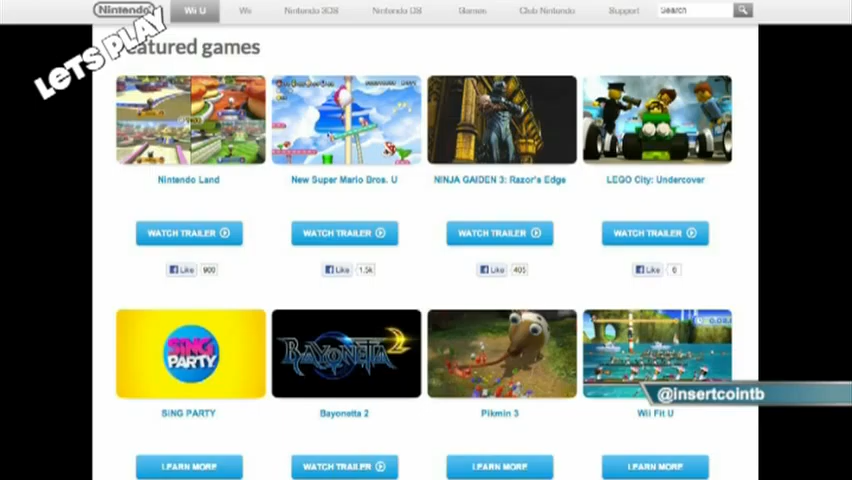 Nintendo Wii U Wii Nintendo 3DS Nintendo DS Games Club Nintendo Support Search
LET'S PLAY
Featured games
Nintendo Land New Super Mario Bros. U NINJA GAIDEN 3: Razor's Edge LEGO City: Undercover
WATCH TRAILER WATCH TRAILER WATCH TRAILER WATCH TRAILER
Like 900 Like 1.5k Like 405 Like 0
SiNG PARTY
BAYONETTA 2
@Insertcointb
SiNG PARTY Bayonetta 2 Pikmin 3 Wii Fit U
LEARN MORE WATCH TRAILER LEARN MORE LEARN MORE